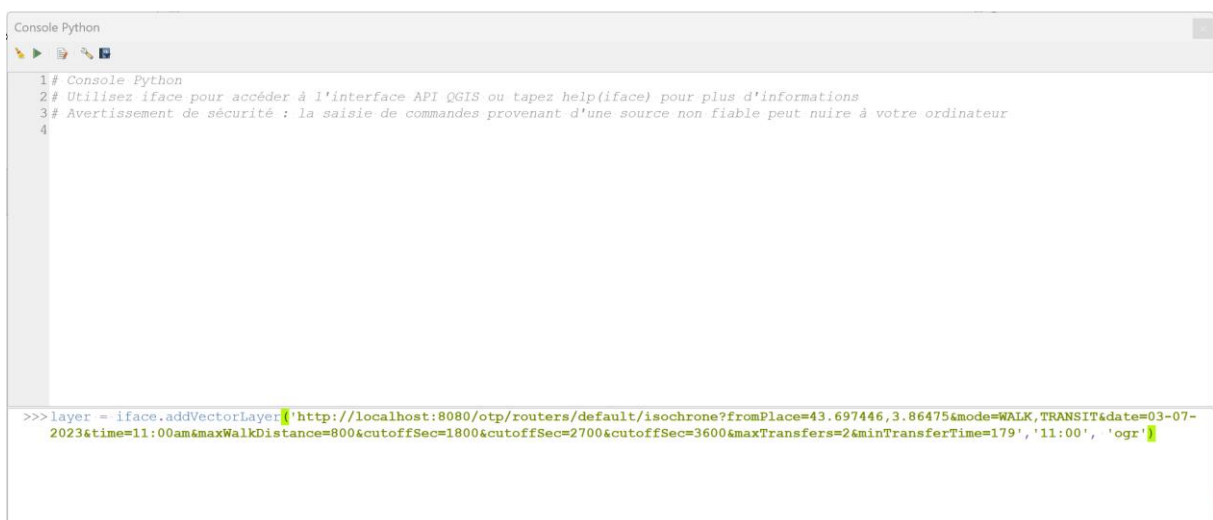 Console Python
1 # Console Python
2 # Utilisez iface pour accéder à l'interface API QGIS ou tapez help(iface) pour plus d'informations
3 # Avertissement de sécurité : la saisie de commandes provenant d'une source non fiable peut nuire à votre ordinateur
4
>>> layer = iface.addVectorLayer('http://localhost:8080/otp/routers/default/isochrone?fromPlace=43.697446,3.86475&mode=WALK,TRANSIT&date=03-07-
2023&time=11:00am&maxWalkDistance=800&cutoffSec=1800&cutoffSec=2700&cutoffSec=3600&maxTransfers=2&minTransferTime=179','11:00', 'ogr')